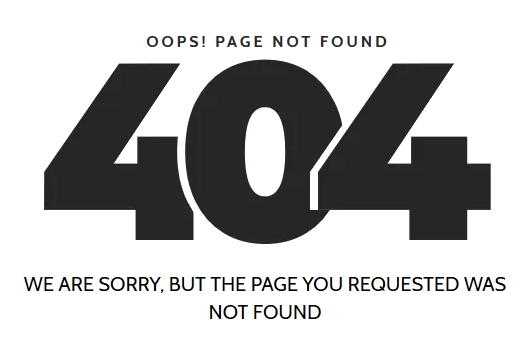 OOPS! PAGE NOT FOUND
404
WE ARE SORRY, BUT THE PAGE YOU REQUESTED WAS
NOT FOUND